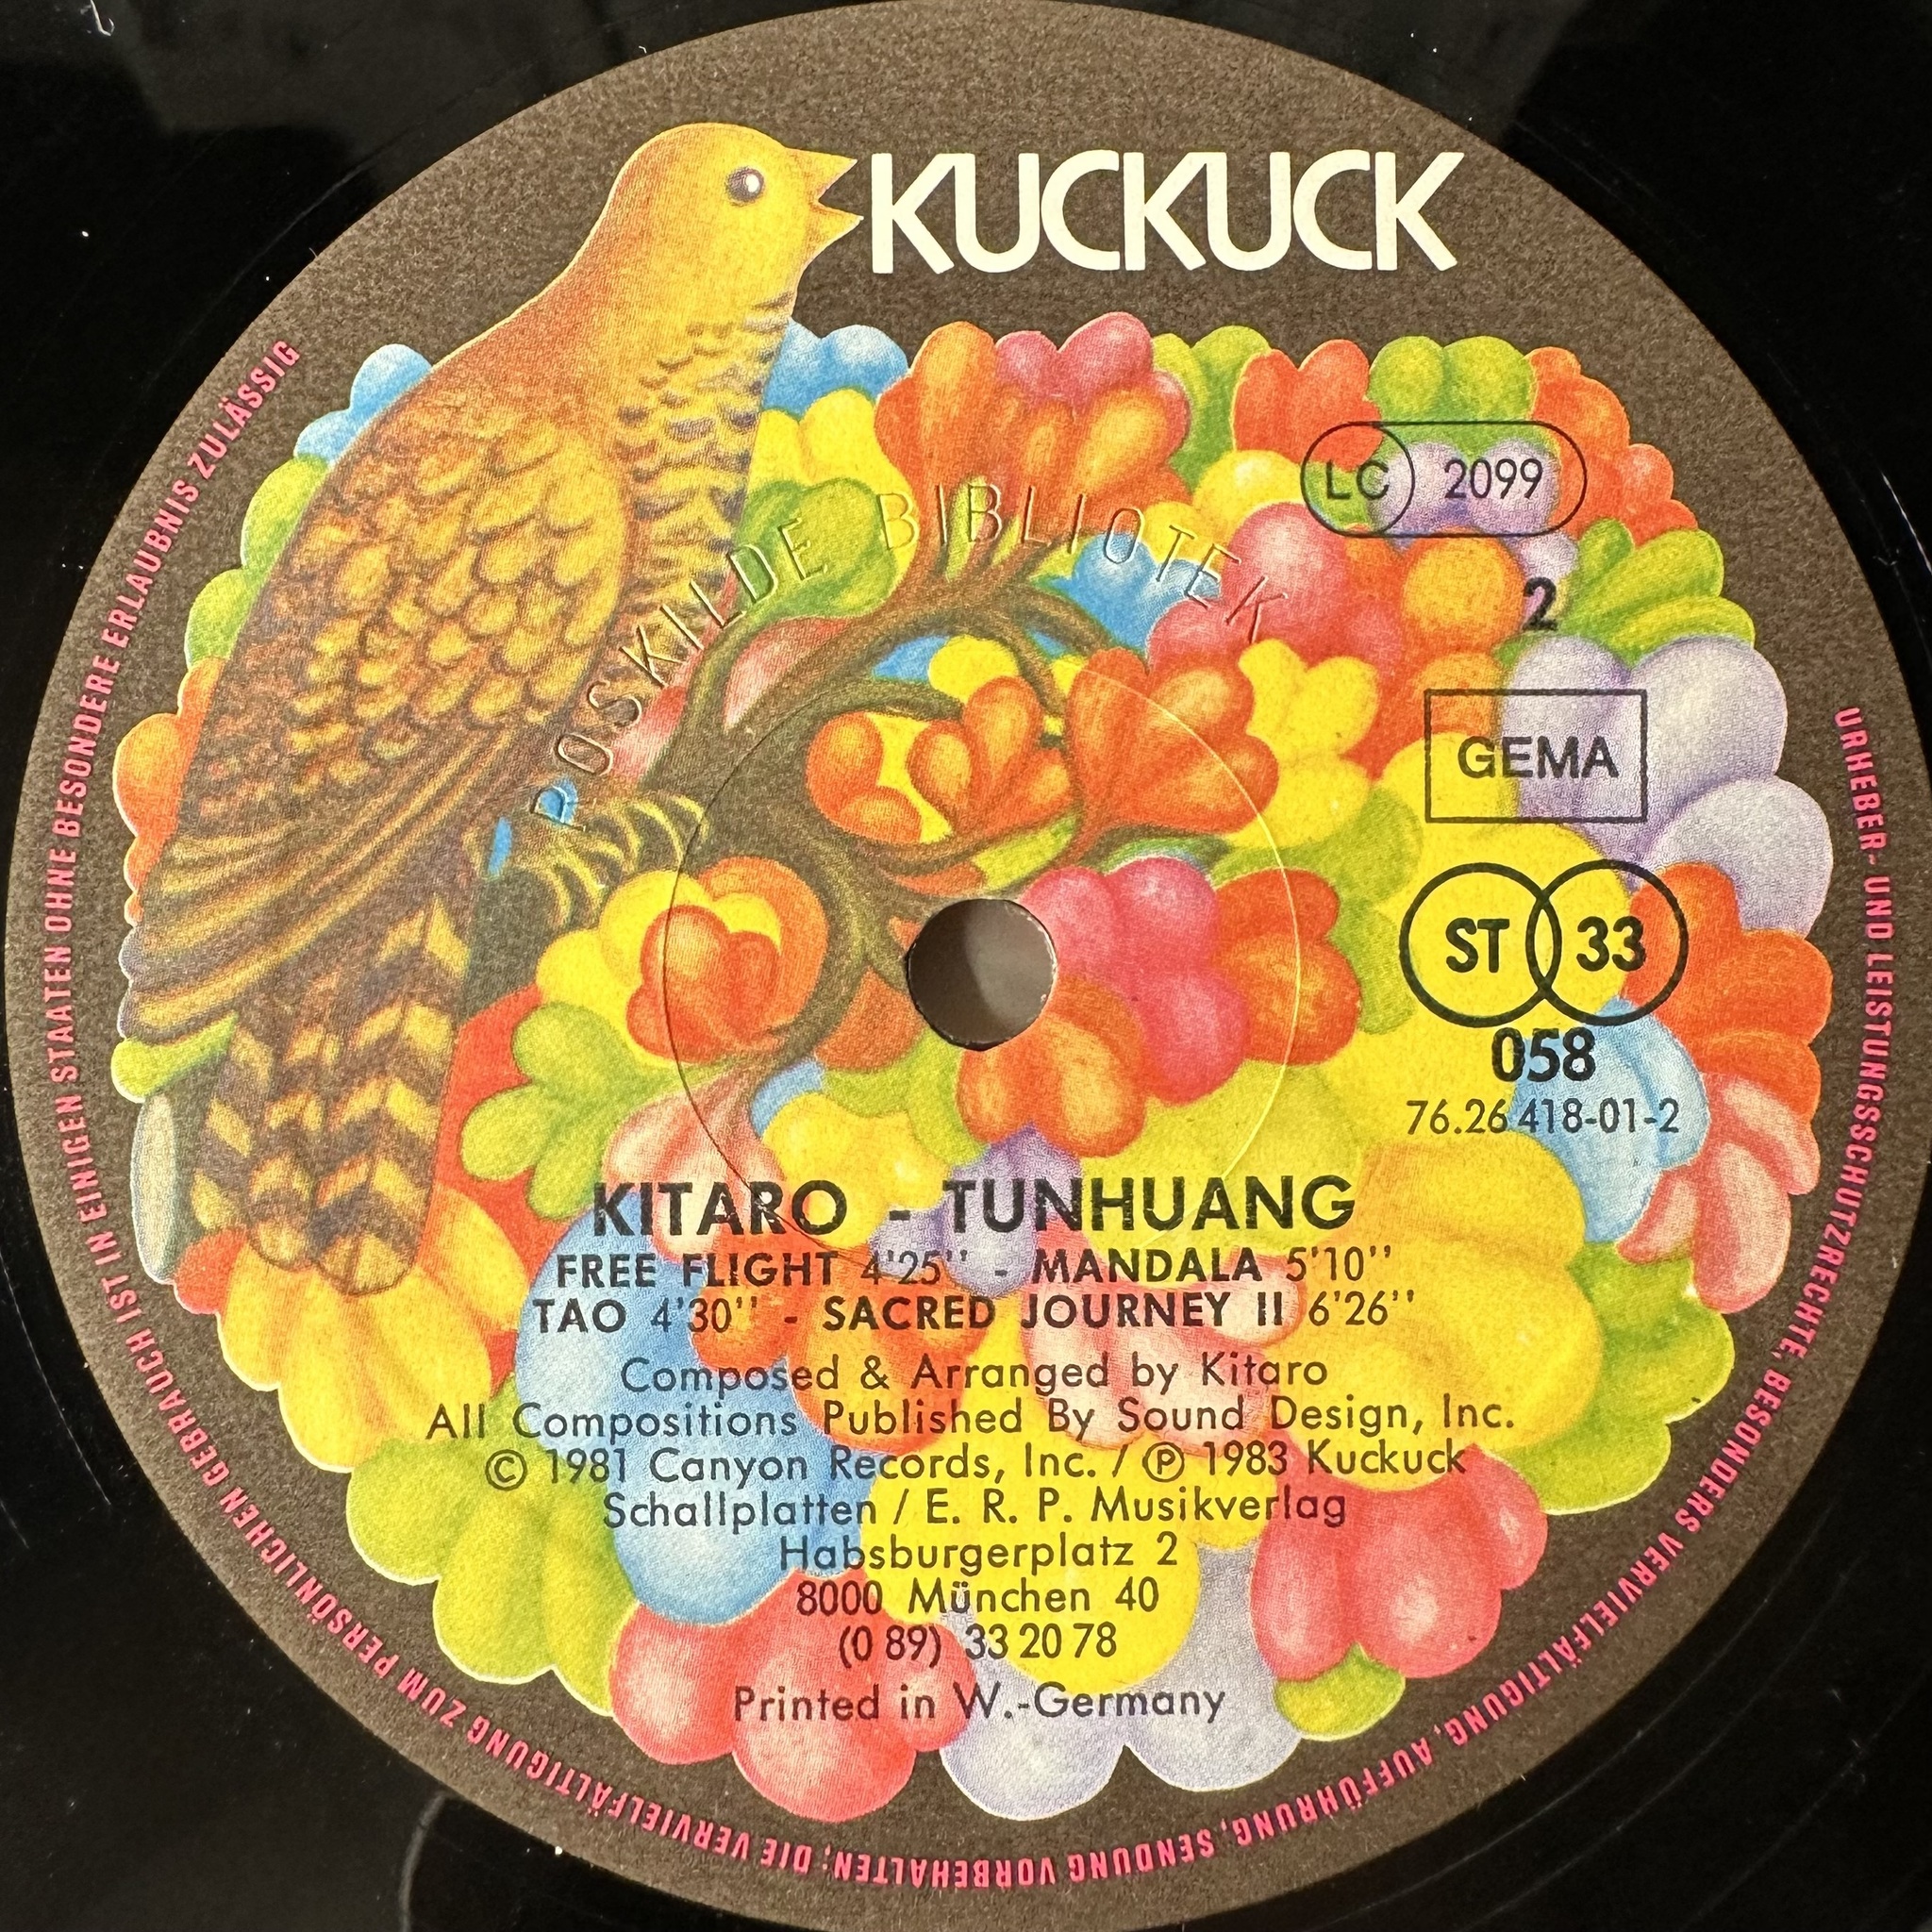 KUCKUCK
LC 2099
ROSKILDE BIBLIOTEK
2
GEMA
ST 33
058
76.26 418-01-2
KITARO - TUNHUANG
FREE FLIGHT 4'25'' - MANDALA 5'10''
TAO 4'30'' - SACRED JOURNEY II 6'26''
Composed & Arranged by Kitaro
All Compositions Published By Sound Design, Inc.
© 1981 Canyon Records, Inc. / ℗ 1983 Kuckuck
Schallplatten / E. R. P. Musikverlag
Habsburgerplatz 2
8000 München 40
(0 89) 33 20 78
Printed in W.-Germany
URHEBER- UND LEISTUNGSSCHUTZRECHTE, BESONDERS VERVIELFÄLTIGUNG, AUFFÜHRUNG, SENDUNG VORBEHALTEN; DIE VERVIELFÄLTIGUNG ZUM PERSÖNLICHEN GEBRAUCH IST IN EINIGEN STAATEN OHNE BESONDERE ERLAUBNIS ZULÄSSIG